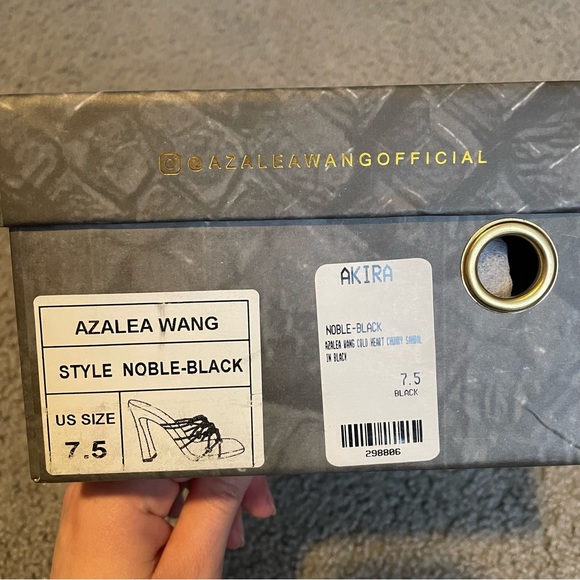 @AZALEAWANGOFFICIAL
AZALEA WANG
STYLE NOBLE-BLACK
US SIZE
7.5
AKIRA
NOBLE-BLACK
AZALEA WANG COLD HEART CHUNKY SANDAL
IN BLACK
7.5
BLACK
298806